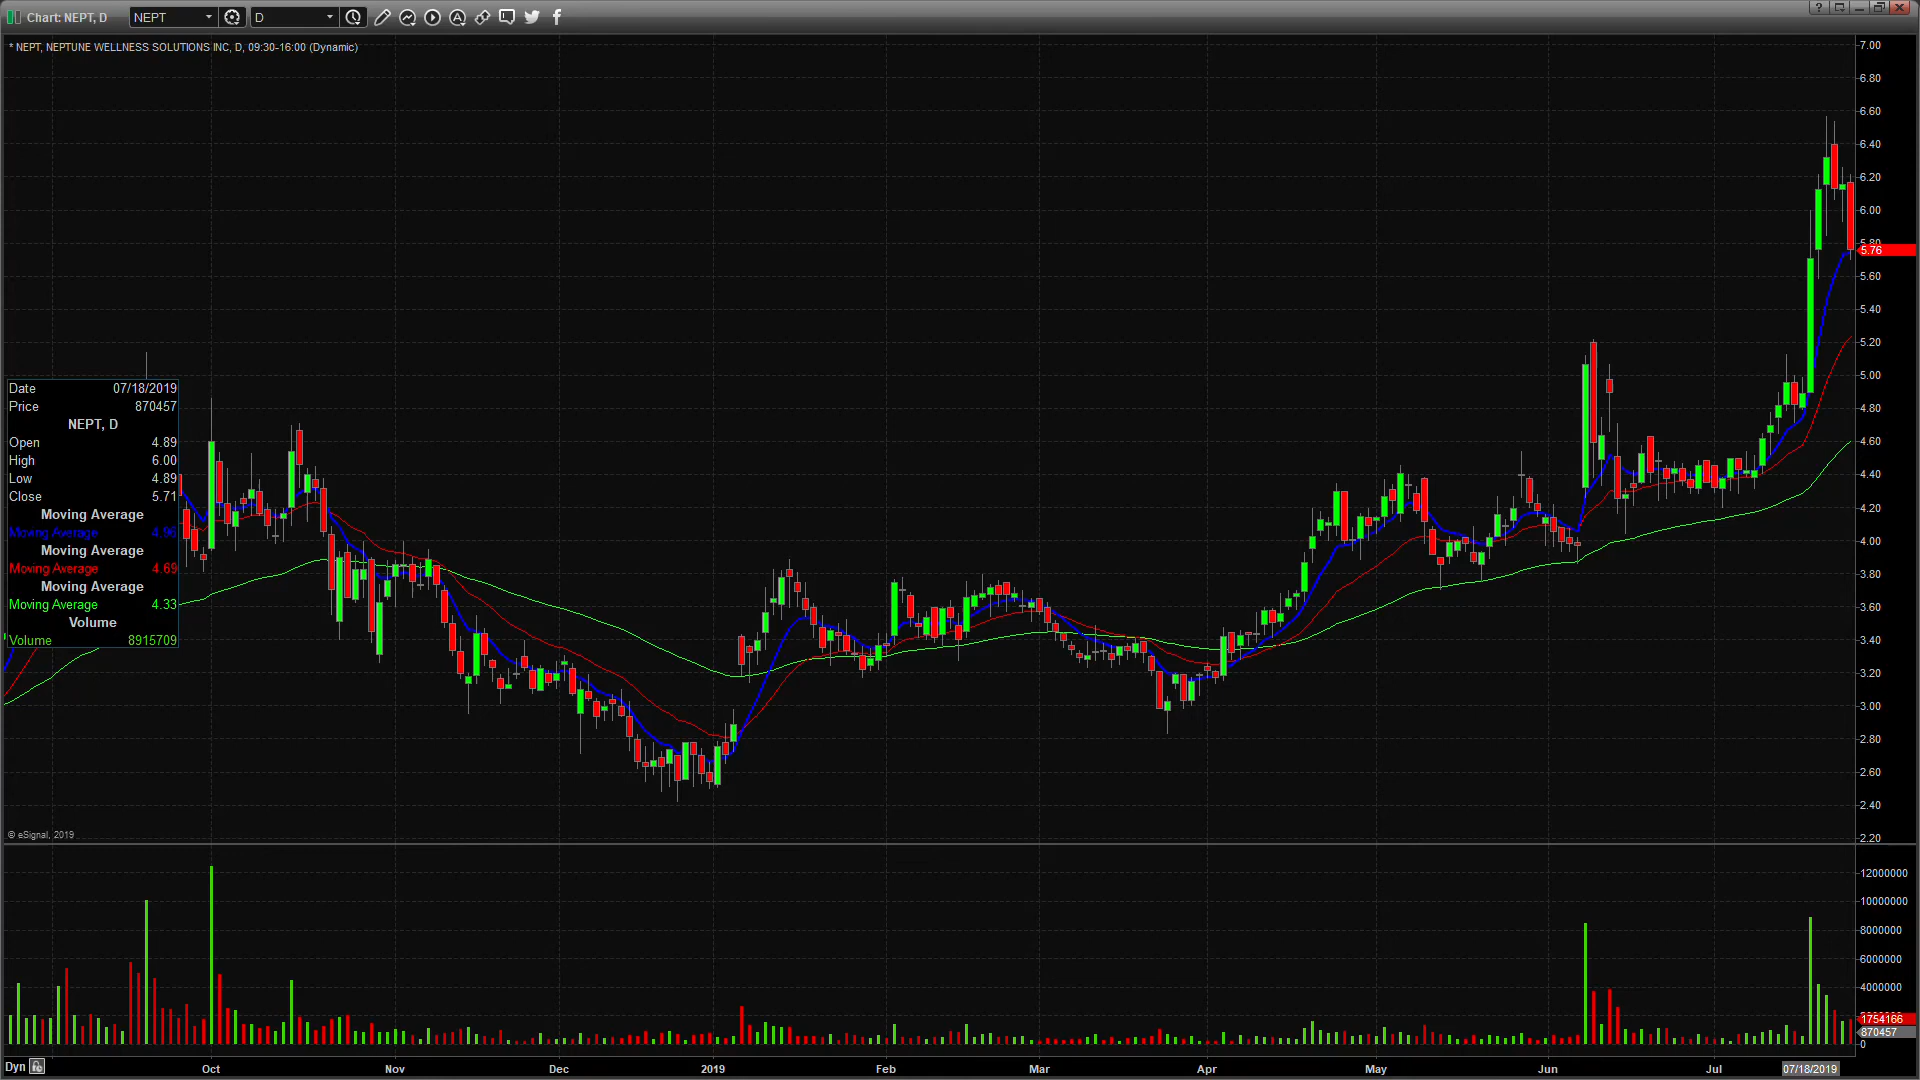 Chart: NEPT, D NEPT D
* NEPT, NEPTUNE WELLNESS SOLUTIONS INC, D, 09:30-16:00 (Dynamic)
7.00
6.80
6.60
6.40
6.20
6.00
5.80
5.76
5.60
5.40
5.20
5.00
4.80
4.60
4.40
4.20
4.00
3.80
3.60
3.40
3.20
3.00
2.80
2.60
2.40
2.20
Date 07/18/2019
Price 870457
NEPT, D
Open 4.89
High 6.00
Low 4.89
Close 5.71
Moving Average
Moving Average 4.96
Moving Average
Moving Average 4.69
Moving Average
Moving Average 4.33
Volume
Volume 8915709
© eSignal, 2019
12000000
10000000
8000000
6000000
4000000
1754166
870457
0
Dyn Oct Nov Dec 2019 Feb Mar Apr May Jun Jul 07/18/2019